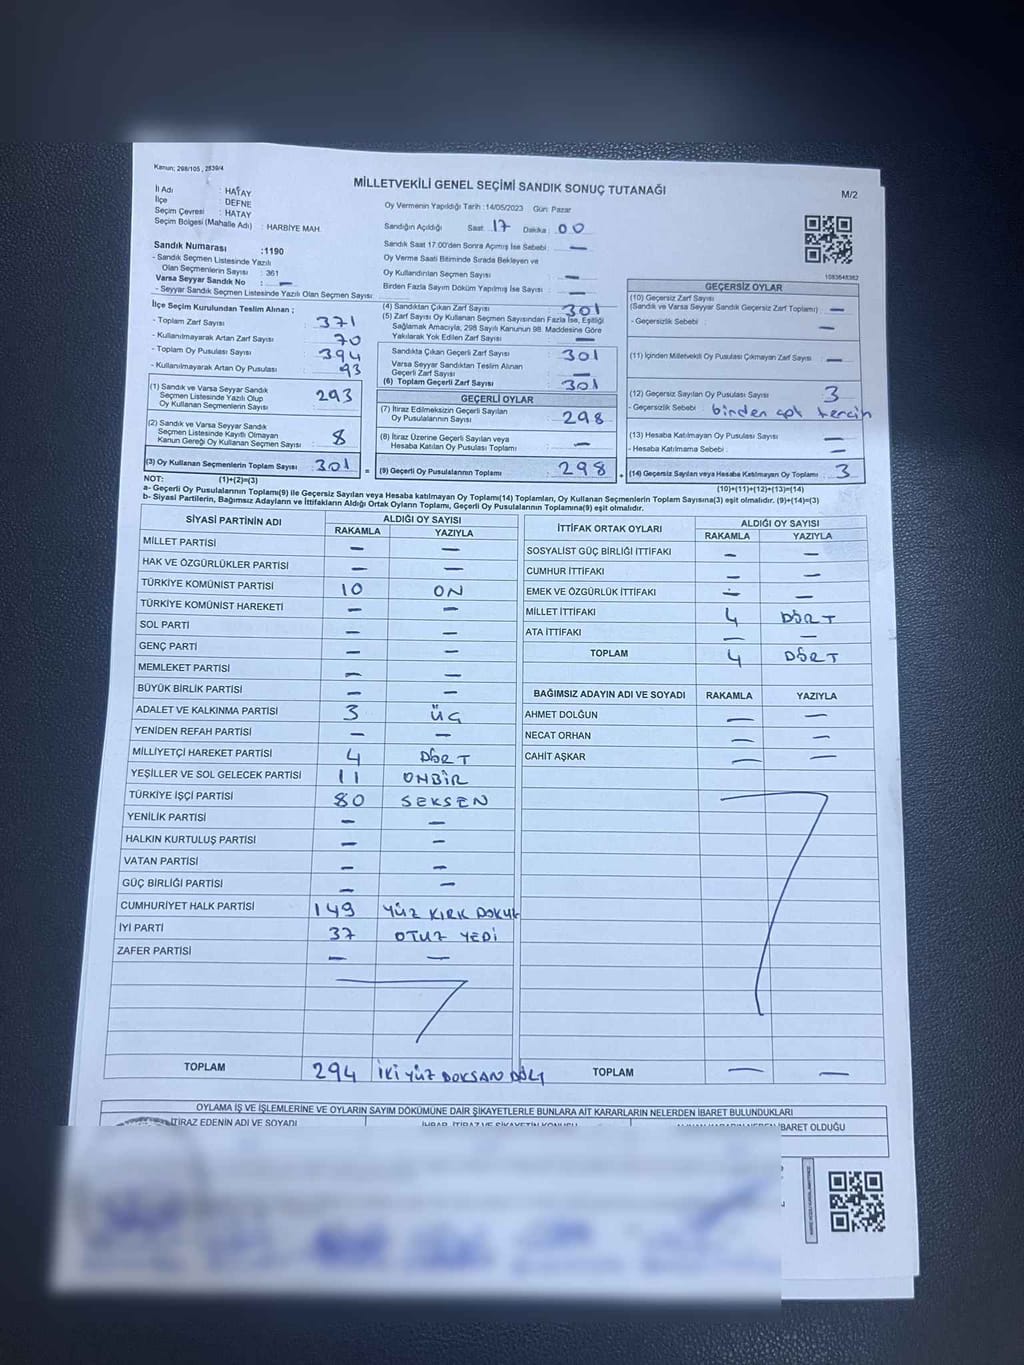 Kanun; 298/105 , 2839/4
MİLLETVEKİLİ GENEL SEÇİMİ SANDIK SONUÇ TUTANAĞI
M/2
İl Adı : HATAY
İlçe : DEFNE
Seçim Çevresi : HATAY
Seçim Bölgesi (Mahalle Adı) : HARBİYE MAH.
Sandık Numarası :1190
- Sandık Seçmen Listesinde Yazılı
Olan Seçmenlerin Sayısı : 361
Varsa Seyyar Sandık No : —
- Seyyar Sandık Seçmen Listesinde Yazılı Olan Seçmen Sayısı:
Oy Vermenin Yapıldığı Tarih :14/05/2023 Gün: Pazar
Sandığın Açıldığı Saat: 17 Dakika : 00
Sandık Saat 17.00'den Sonra Açımış İse Sebebi : —
Oy Verme Saati Bitiminde Sırada Bekleyen ve
Oy Kullandırılan Seçmen Sayısı : —
Birden Fazla Sayım Döküm Yapılmış İse Sayısı : —
1083648362
İlçe Seçim Kurulundan Teslim Alınan ;
- Toplam Zarf Sayısı : 371
- Kullanılmayarak Artan Zarf Sayısı : 70
- Toplam Oy Pusulası Sayısı : 394
- Kullanılmayarak Artan Oy Pusulası : 93
(1) Sandık ve Varsa Seyyar Sandık
Seçmen Listesinde Yazılı Olup
Oy Kullanan Seçmenlerin Sayısı : 293
(2) Sandık ve Varsa Seyyar Sandık
Seçmen Listesinde Kayıtlı Olmayan
Kanun Gereği Oy Kullanan Seçmen Sayısı : 8
(3) Oy Kullanan Seçmenlerin Toplam Sayısı : 301
(4) Sandıktan Çıkan Zarf Sayısı : 301
(5) Zarf Sayısı Oy Kullanan Seçmen Sayısından Fazla İse, Eşitliği
Sağlamak Amacıyla, 298 Sayılı Kanunun 98. Maddesine Göre
Yakılarak Yok Edilen Zarf Sayısı : —
Sandıkta Çıkan Geçerli Zarf Sayısı : 301
Varsa Seyyar Sandıktan Teslim Alınan
Geçerli Zarf Sayısı : —
(6) Toplam Geçerli Zarf Sayısı : 301
GEÇERLİ OYLAR
(7) İtiraz Edilmeksizin Geçerli Sayılan
Oy Pusulalarının Sayısı : 298
(8) İtiraz Üzerine Geçerli Sayılan veya
Hesaba Katılan Oy Pusulası Toplamı : —
= (9) Geçerli Oy Pusulalarının Toplamı : 298
GEÇERSİZ OYLAR
(10) Geçersiz Zarf Sayısı
(Sandık ve Varsa Seyyar Sandık Geçersiz Zarf Toplamı) : —
- Geçersizlik Sebebi : —
(11) İçinden Milletvekili Oy Pusulası Çıkmayan Zarf Sayısı : —
(12) Geçersiz Sayılan Oy Pusulası Sayısı : 3
- Geçersizlik Sebebi : birden çok tercih
(13) Hesaba Katılmayan Oy Pusulası Sayısı : —
- Hesaba Katılmama Sebebi : —
+ (14) Geçersiz Sayılan veya Hesaba Katılmayan Oy Toplamı : 3
NOT: (1)+(2)=(3)
(10)+(11)+(12)+(13)=(14)
a- Geçerli Oy Pusulalarının Toplamı(9) ile Geçersiz Sayılan veya Hesaba katılmayan Oy Toplamı(14) Toplamları, Oy Kullanan Seçmenlerin Toplam Sayısına(3) eşit olmalıdır. (9)+(14)=(3)
b- Siyasi Partilerin, Bağımsız Adayların ve İttifakların Aldığı Ortak Oyların Toplamı, Geçerli Oy Pusulalarının Toplamına(9) eşit olmalıdır.
SİYASİ PARTİNİN ADI ALDIĞI OY SAYISI
RAKAMLA YAZIYLA
MİLLET PARTİSİ — —
HAK VE ÖZGÜRLÜKLER PARTİSİ — —
TÜRKİYE KOMÜNİST PARTİSİ 10 ON
TÜRKİYE KOMÜNİST HAREKETİ — —
SOL PARTİ — —
GENÇ PARTİ — —
MEMLEKET PARTİSİ — —
BÜYÜK BİRLİK PARTİSİ — —
ADALET VE KALKINMA PARTİSİ 3 ÜÇ
YENİDEN REFAH PARTİSİ — —
MİLLİYETÇİ HAREKET PARTİSİ 4 DÖRT
YEŞİLLER VE SOL GELECEK PARTİSİ 11 ONBİR
TÜRKİYE İŞÇİ PARTİSİ 80 SEKSEN
YENİLİK PARTİSİ — —
HALKIN KURTULUŞ PARTİSİ — —
VATAN PARTİSİ — —
GÜÇ BİRLİĞİ PARTİSİ — —
CUMHURİYET HALK PARTİSİ 149 YÜZ KIRK DOKUZ
İYİ PARTİ 37 OTUZ YEDİ
ZAFER PARTİSİ — —
TOPLAM 294 İKİ YÜZ DOKSAN DÖRT
İTTİFAK ORTAK OYLARI ALDIĞI OY SAYISI
RAKAMLA YAZIYLA
SOSYALİST GÜÇ BİRLİĞİ İTTİFAKI — —
CUMHUR İTTİFAKI — —
EMEK VE ÖZGÜRLÜK İTTİFAKI — —
MİLLET İTTİFAKI 4 DÖRT
ATA İTTİFAKI — —
TOPLAM 4 DÖRT
BAĞIMSIZ ADAYIN ADI VE SOYADI RAKAMLA YAZIYLA
AHMET DOLĞUN — —
NECAT ORHAN — —
CAHİT AŞKAR — —
TOPLAM — —
OYLAMA İŞ VE İŞLEMLERİNE VE OYLARIN SAYIM DÖKÜMÜNE DAİR ŞİKAYETLERLE BUNLARA AİT KARARLARIN NELERDEN İBARET BULUNDUKLARI
İTİRAZ EDENİN ADI VE SOYADI
İBARET OLDUĞU